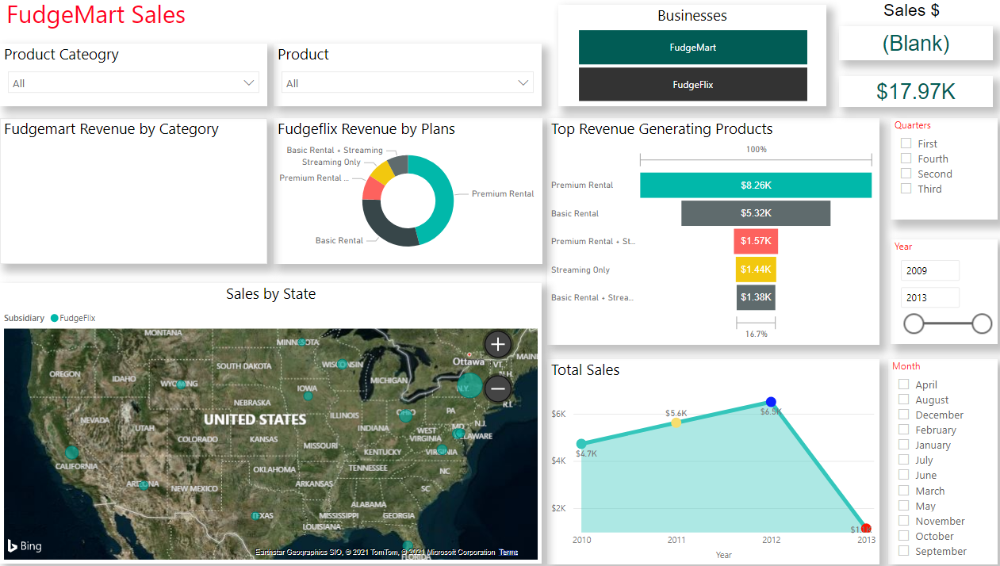 FudgeMart Sales
Product Cateogry
All
Product
All
Businesses
FudgeMart
FudgeFlix
Sales $
(Blank)
$17.97K
Fudgemart Revenue by Category
Fudgeflix Revenue by Plans
Basic Rental + Streaming
Streaming Only
Premium Rental ...
Premium Rental
Basic Rental
Top Revenue Generating Products
100%
Premium Rental
$8.26K
Basic Rental
$5.32K
Premium Rental + St...
$1.57K
Streaming Only
$1.44K
Basic Rental + Strea...
$1.38K
16.7%
Quarters
First
Fourth
Second
Third
Year
2009
2013
Sales by State
Subsidiary
FudgeFlix
MONTANA
MINNESOTA
Ottawa
VT.
MAIN
OREGON
IDAHO
WYOMING
SOUTH DAKOTA
WISCONSIN
MICHIGAN
N.Y.
N.H.
IOWA
NEBRASKA
R.I.
NEVADA
UTAH
UNITED STATES
ILLINOIS
OHIO
PA
COLORADO
KANSAS
INDIANA
WEST
VIRGINIA
MD
N.J.
DELAWARE
MISSOURI
CALIFORNIA
KENTUCKY
VIRGINIA
OKLAHOMA
TENNESSEE
NC
ARIZONA
NEW MEXICO
ARKANSAS
SC
ALABAMA
TEXAS
MISSISSIPPI
GEORGIA
LOUISIANA
FLORIDA
Bing
Earthstar Geographics SIO, © 2021 TomTom, © 2021 Microsoft Corporation Terms
Total Sales
$6K
$4K
$2K
$4.7K
$5.6K
$6.5K
$1.1K
2010
2011
2012
2013
Year
Month
April
August
December
February
January
July
June
March
May
November
October
September